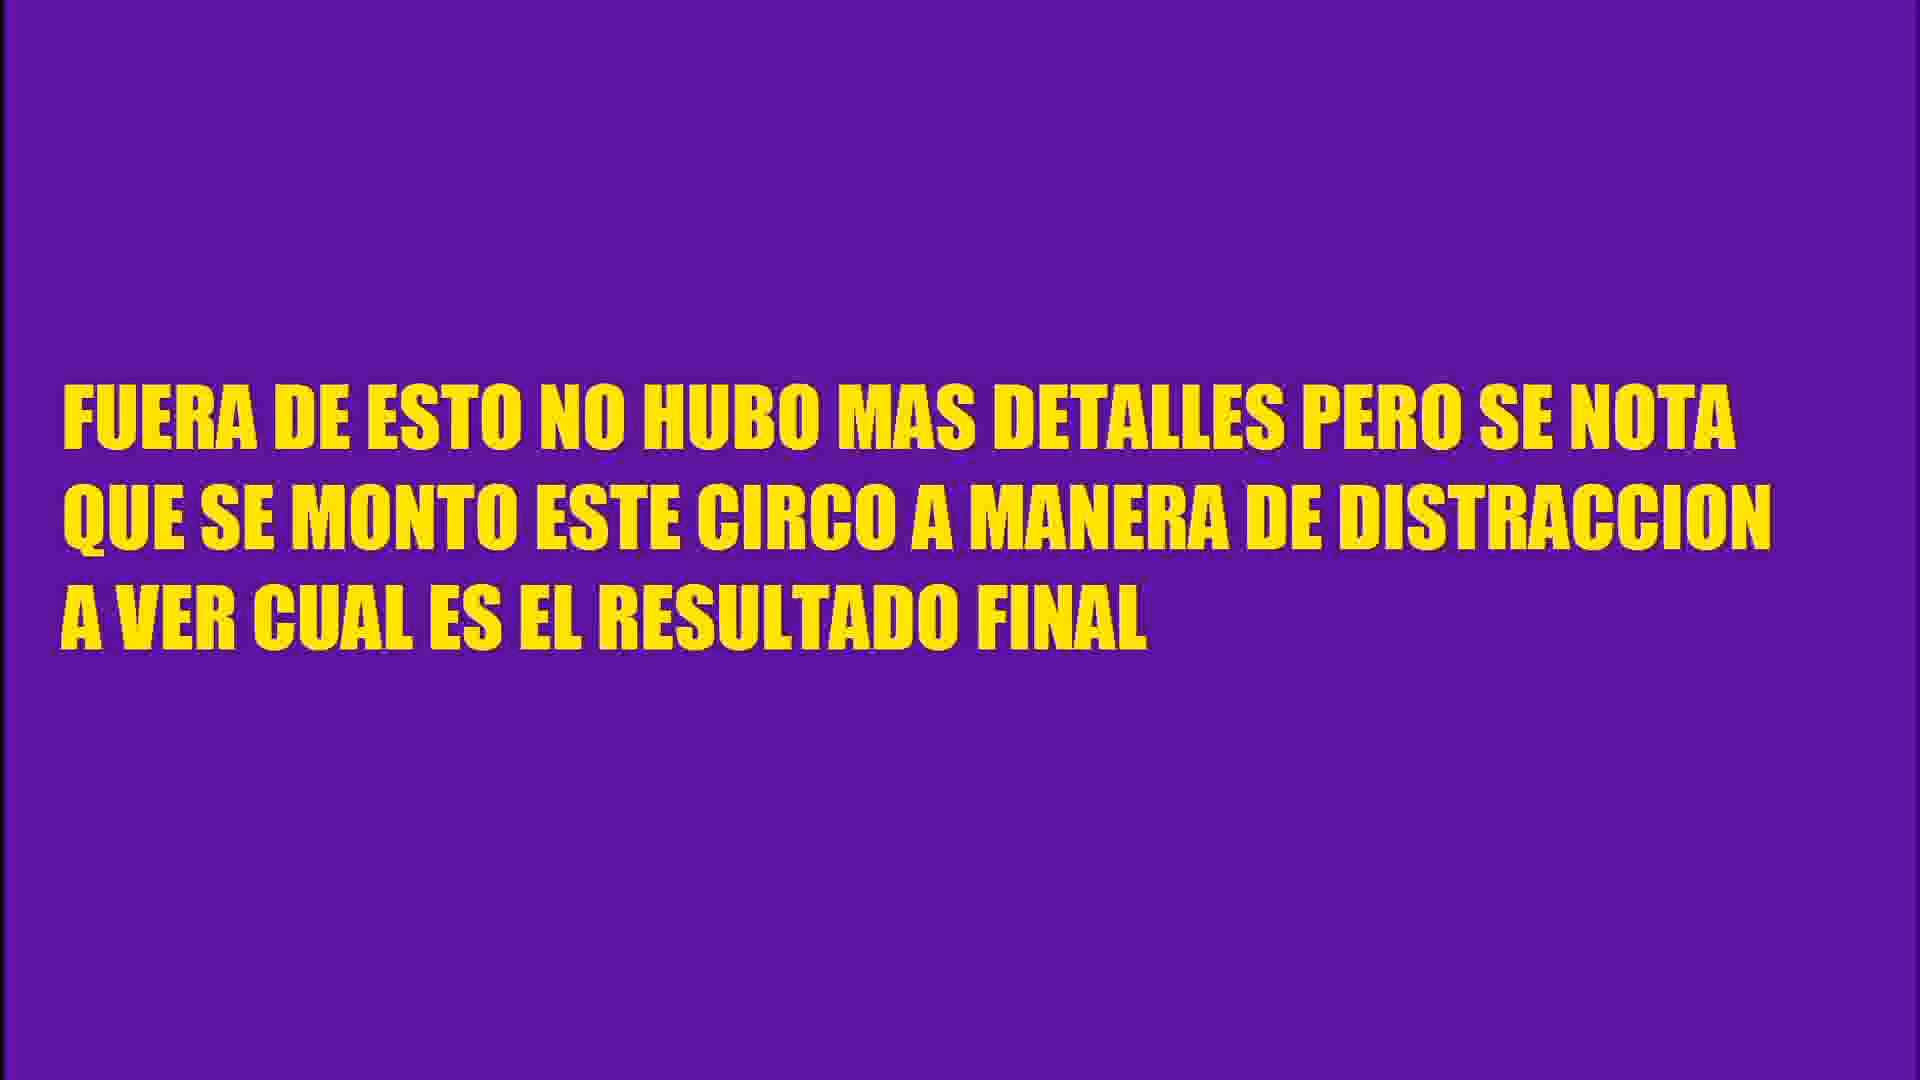 FUERA DE ESTO NO HUBO MAS DETALLES PERO SE NOTA
QUE SE MONTO ESTE CIRCO A MANERA DE DISTRACCION
A VER CUAL ES EL RESULTADO FINAL